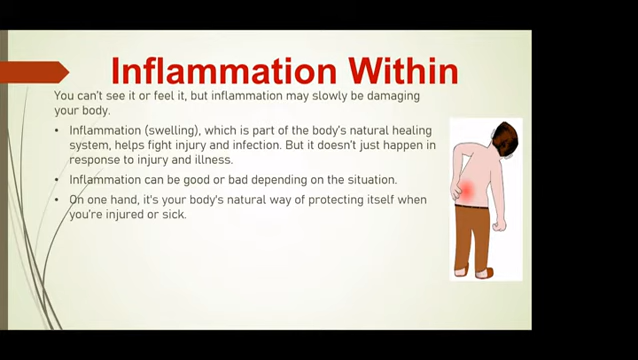 Inflammation Within
You can't see it or feel it, but inflammation may slowly be damaging
your body.
• Inflammation (swelling), which is part of the body's natural healing
system, helps fight injury and infection. But it doesn't just happen in
response to injury and illness.
• Inflammation can be good or bad depending on the situation.
• On one hand, it's your body's natural way of protecting itself when
you're injured or sick.